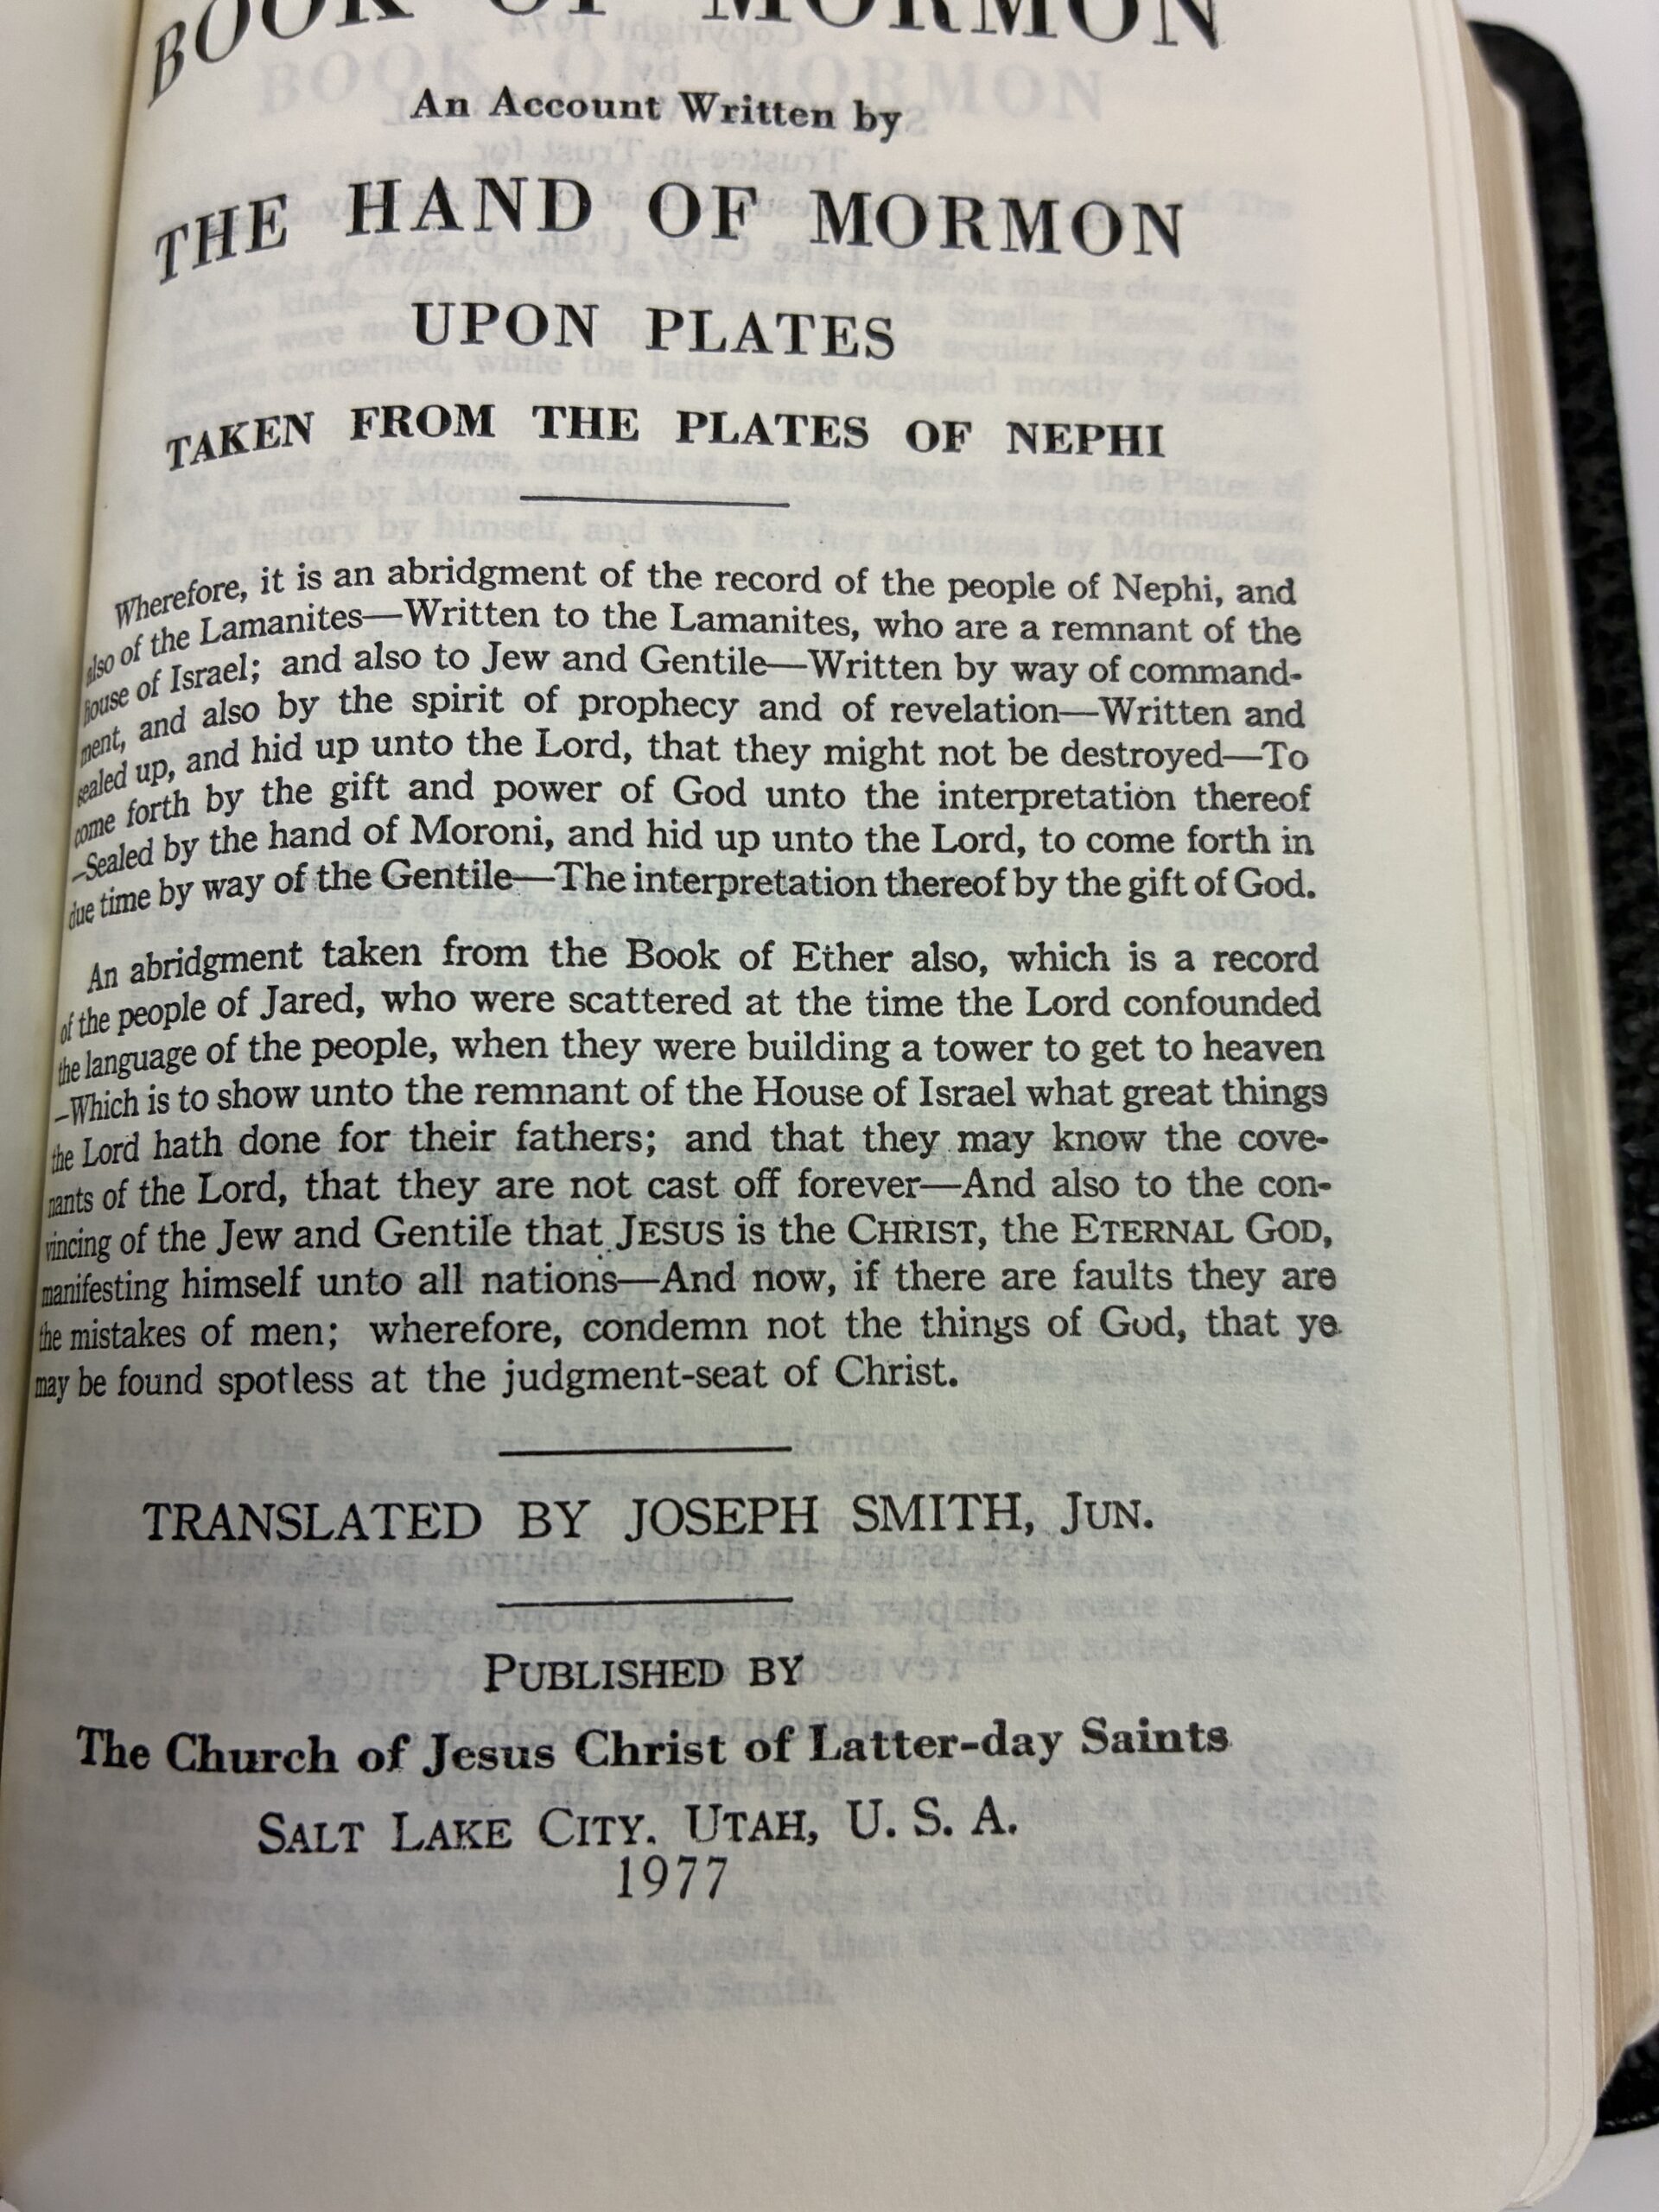 BOOK OF MORMON
An Account Written by
THE HAND OF MORMON
UPON PLATES
TAKEN FROM THE PLATES OF NEPHI
Wherefore, it is an abridgment of the record of the people of Nephi, and
also of the Lamanites—Written to the Lamanites, who are a remnant of the
house of Israel; and also to Jew and Gentile—Written by way of command-
ment, and also by the spirit of prophecy and of revelation—Written and
sealed up, and hid up unto the Lord, that they might not be destroyed—To
come forth by the gift and power of God unto the interpretation thereof
—Sealed by the hand of Moroni, and hid up unto the Lord, to come forth in
due time by way of the Gentile—The interpretation thereof by the gift of God.
An abridgment taken from the Book of Ether also, which is a record
of the people of Jared, who were scattered at the time the Lord confounded
the language of the people, when they were building a tower to get to heaven
—Which is to show unto the remnant of the House of Israel what great things
the Lord hath done for their fathers; and that they may know the cove-
nants of the Lord, that they are not cast off forever—And also to the con-
vincing of the Jew and Gentile that JESUS is the CHRIST, the ETERNAL GOD,
manifesting himself unto all nations—And now, if there are faults they are
the mistakes of men; wherefore, condemn not the things of God, that ye
may be found spotless at the judgment-seat of Christ.
TRANSLATED BY JOSEPH SMITH, JUN.
PUBLISHED BY
The Church of Jesus Christ of Latter-day Saints
SALT LAKE CITY, UTAH, U. S. A.
1977